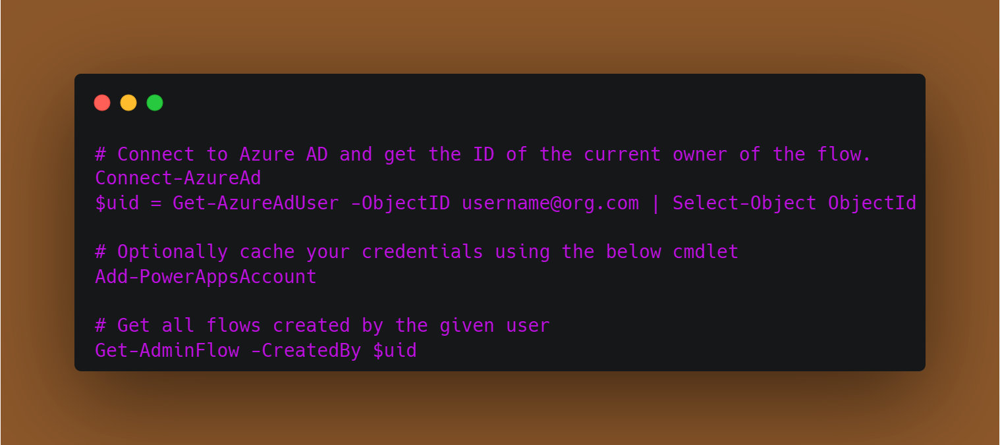 # Connect to Azure AD and get the ID of the current owner of the flow.
Connect-AzureAd
$uid = Get-AzureAdUser -ObjectID username@org.com | Select-Object ObjectId
# Optionally cache your credentials using the below cmdlet
Add-PowerAppsAccount
# Get all flows created by the given user
Get-AdminFlow -CreatedBy $uid